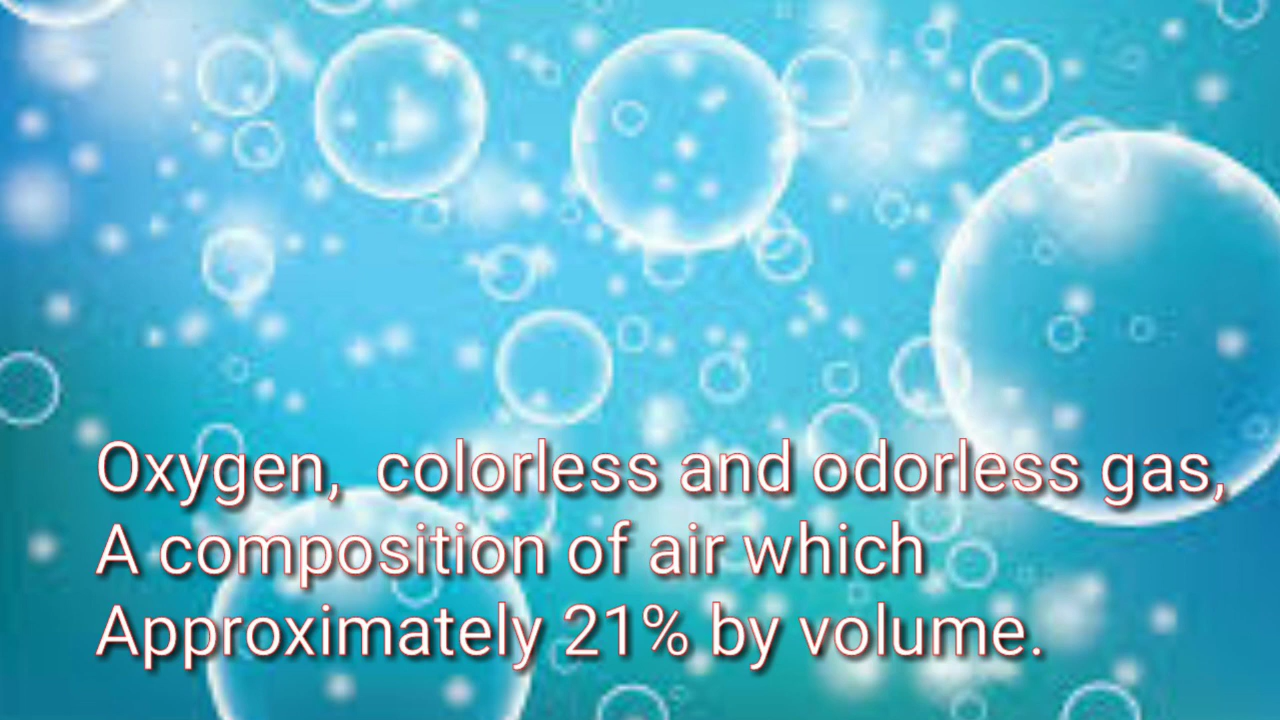 Oxygen,  colorless and odorless gas,
A composition of air which
Approximately 21% by volume.